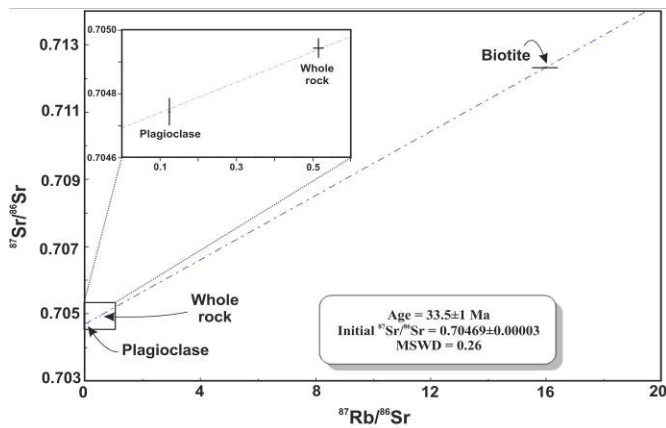 0.7050
0.7048
0.7046
0.1
0.3
0.5
Whole
rock
Plagioclase
Biotite
0.713
0.711
0.709
0.707
0.705
0.703
⁸⁷Sr/⁸⁶Sr
Whole
rock
Plagioclase
Age = 33.5±1 Ma
Initial ⁸⁷Sr/⁸⁶Sr = 0.70469±0.00003
MSWD = 0.26
0
4
8
12
16
20
⁸⁷Rb/⁸⁶Sr